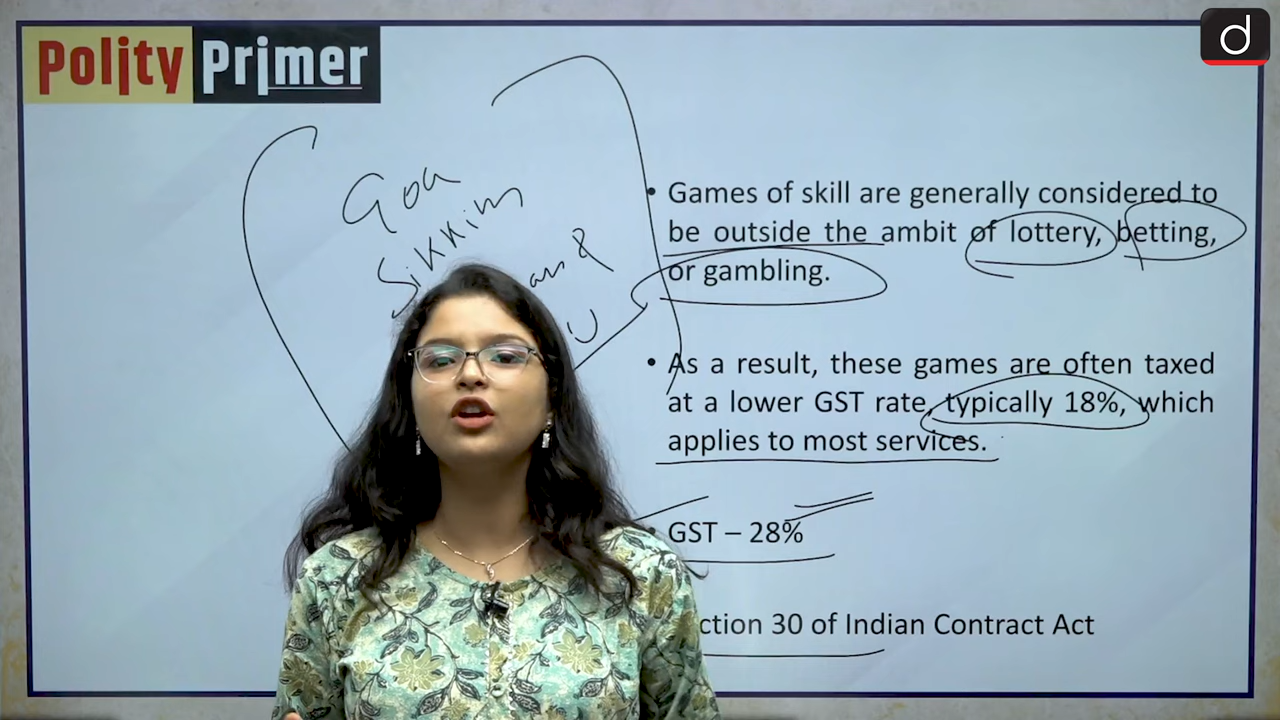 Polity Primer
d
Goa
Sikkim
and
U
Games of skill are generally considered to
be outside the ambit of lottery, betting,
or gambling.
As a result, these games are often taxed
at a lower GST rate, typically 18%, which
applies to most services.
GST – 28%
ction 30 of Indian Contract Act